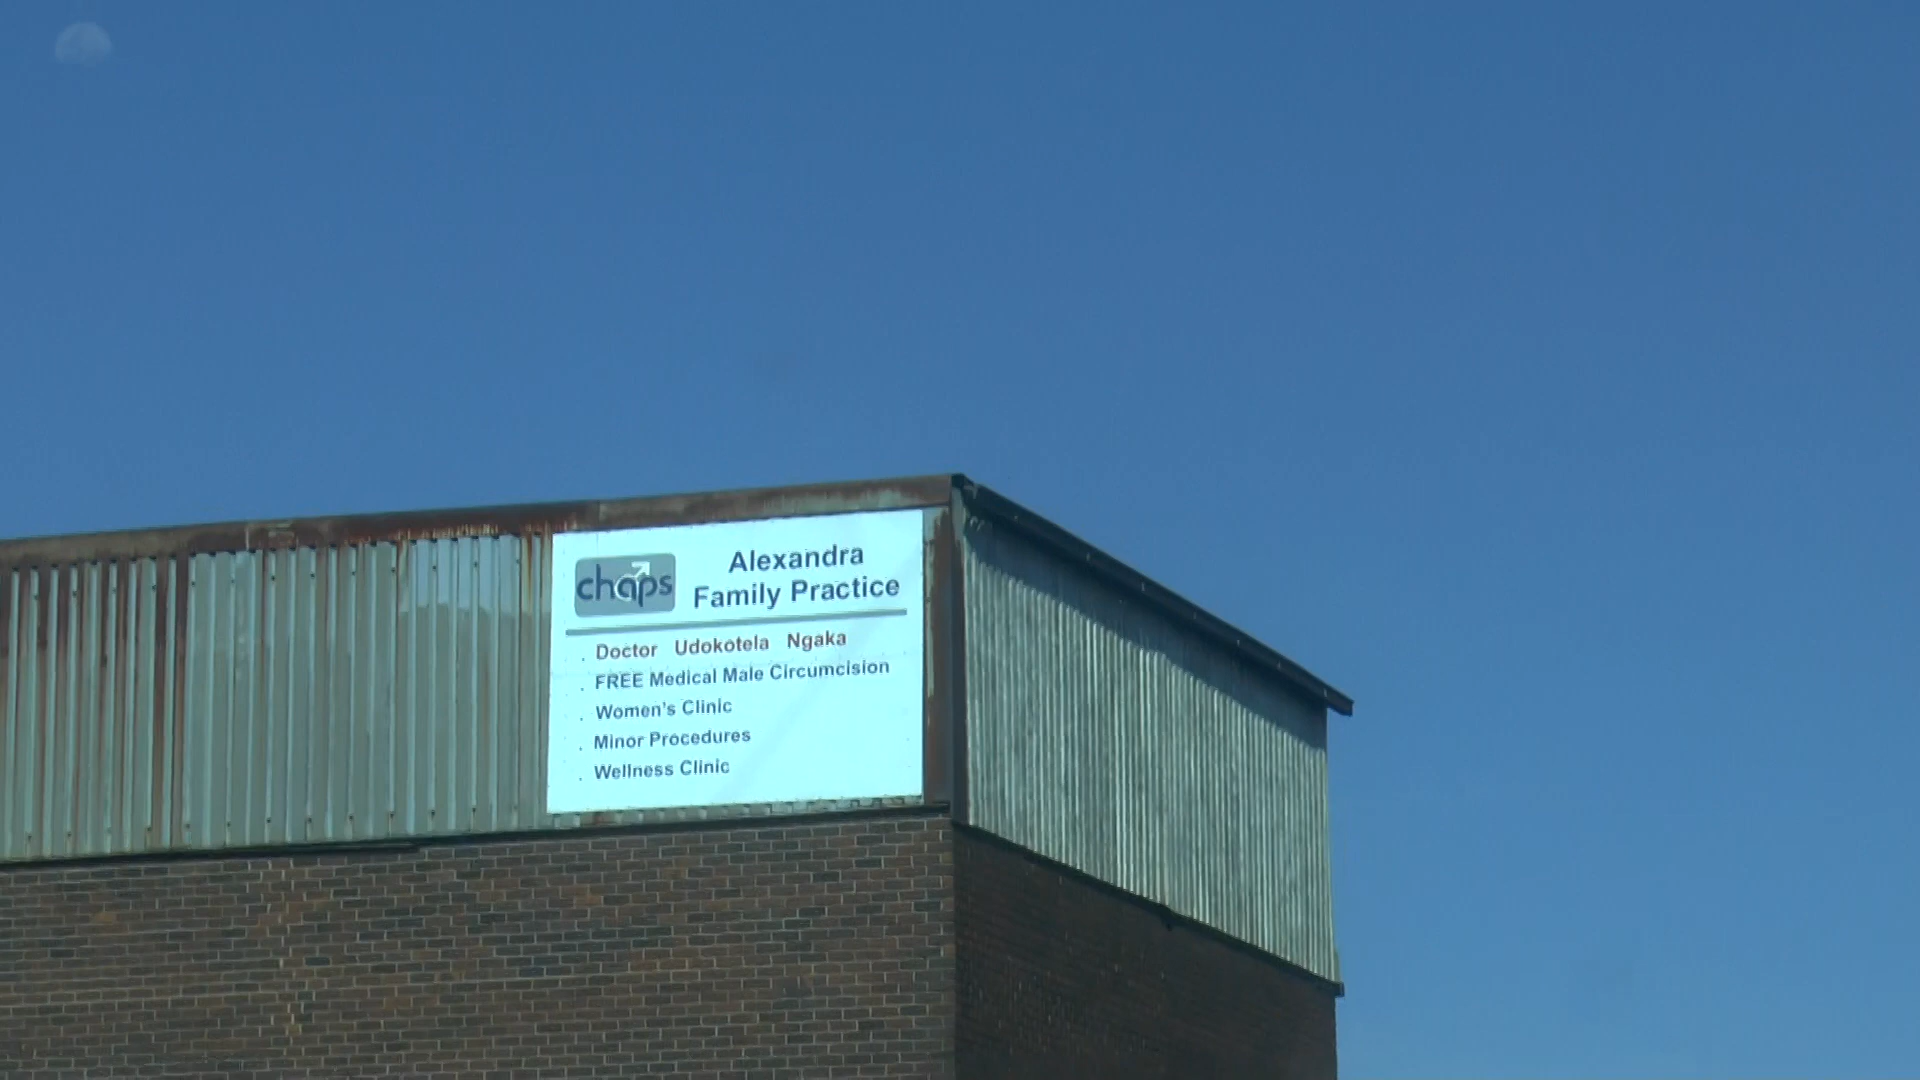 chaps
Alexandra
Family Practice
. Doctor Udokotela Ngaka
. FREE Medical Male Circumcision
. Women's Clinic
. Minor Procedures
. Wellness Clinic